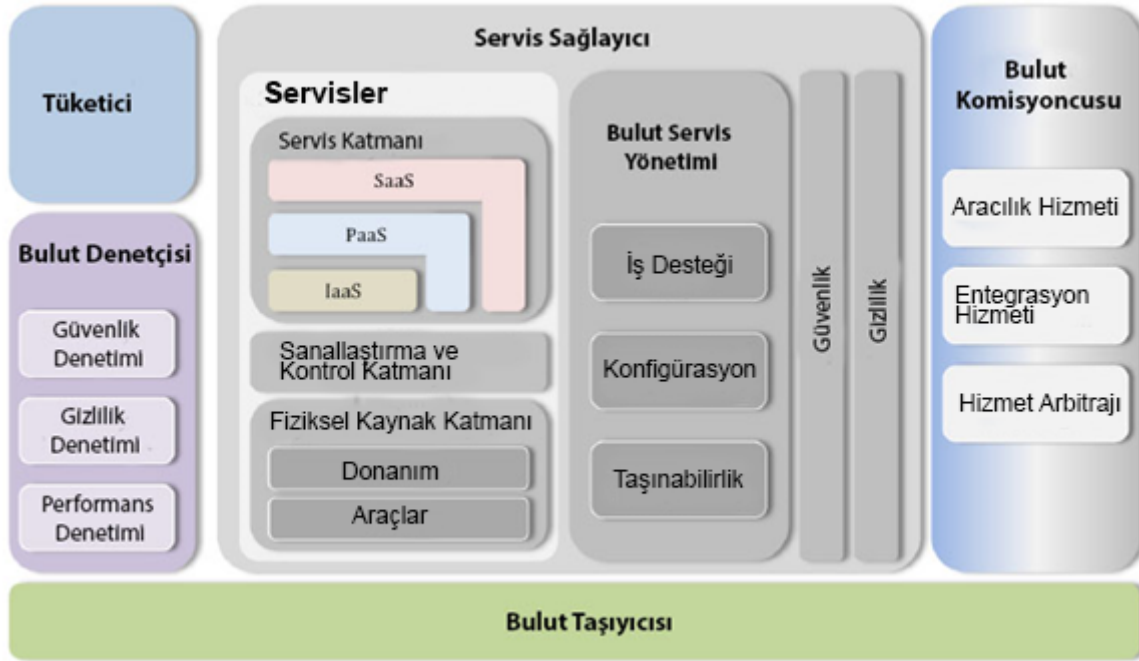 Tüketici
Bulut Denetçisi
Güvenlik
Denetimi
Gizlilik
Denetimi
Performans
Denetimi
Servis Sağlayıcı
Servisler
Servis Katmanı
SaaS
PaaS
IaaS
Sanallaştırma ve
Kontrol Katmanı
Fiziksel Kaynak Katmanı
Donanım
Araçlar
Bulut Servis
Yönetimi
İş Desteği
Konfigürasyon
Taşınabilirlik
Güvenlik
Gizlilik
Bulut
Komisyoncusu
Aracılık Hizmeti
Entegrasyon
Hizmeti
Hizmet Arbitrajı
Bulut Taşıyıcısı